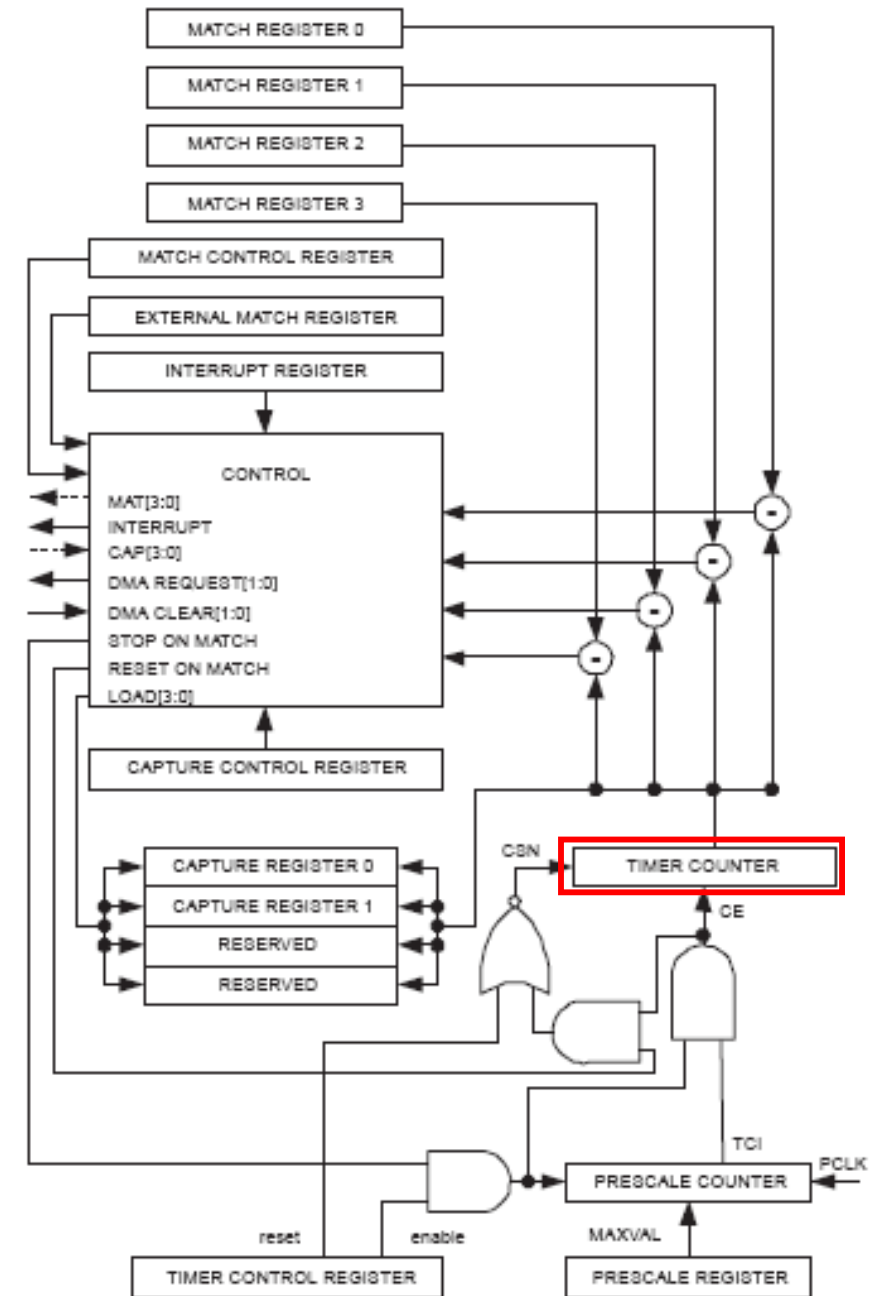 MATCH REGISTER 0
MATCH REGISTER 1
MATCH REGISTER 2
MATCH REGISTER 3
MATCH CONTROL REGISTER
EXTERNAL MATCH REGISTER
INTERRUPT REGISTER
CONTROL
MAT[3:0]
INTERRUPT
CAP[3:0]
DMA REQUEST[1:0]
DMA CLEAR[1:0]
STOP ON MATCH
RESET ON MATCH
LOAD[3:0]
-
-
-
-
CAPTURE CONTROL REGISTER
CSN
TIMER COUNTER
CAPTURE REGISTER 0
CAPTURE REGISTER 1
RESERVED
RESERVED
CE
TCI
PCLK
PRESCALE COUNTER
reset
enable
MAXVAL
TIMER CONTROL REGISTER
PRESCALE REGISTER